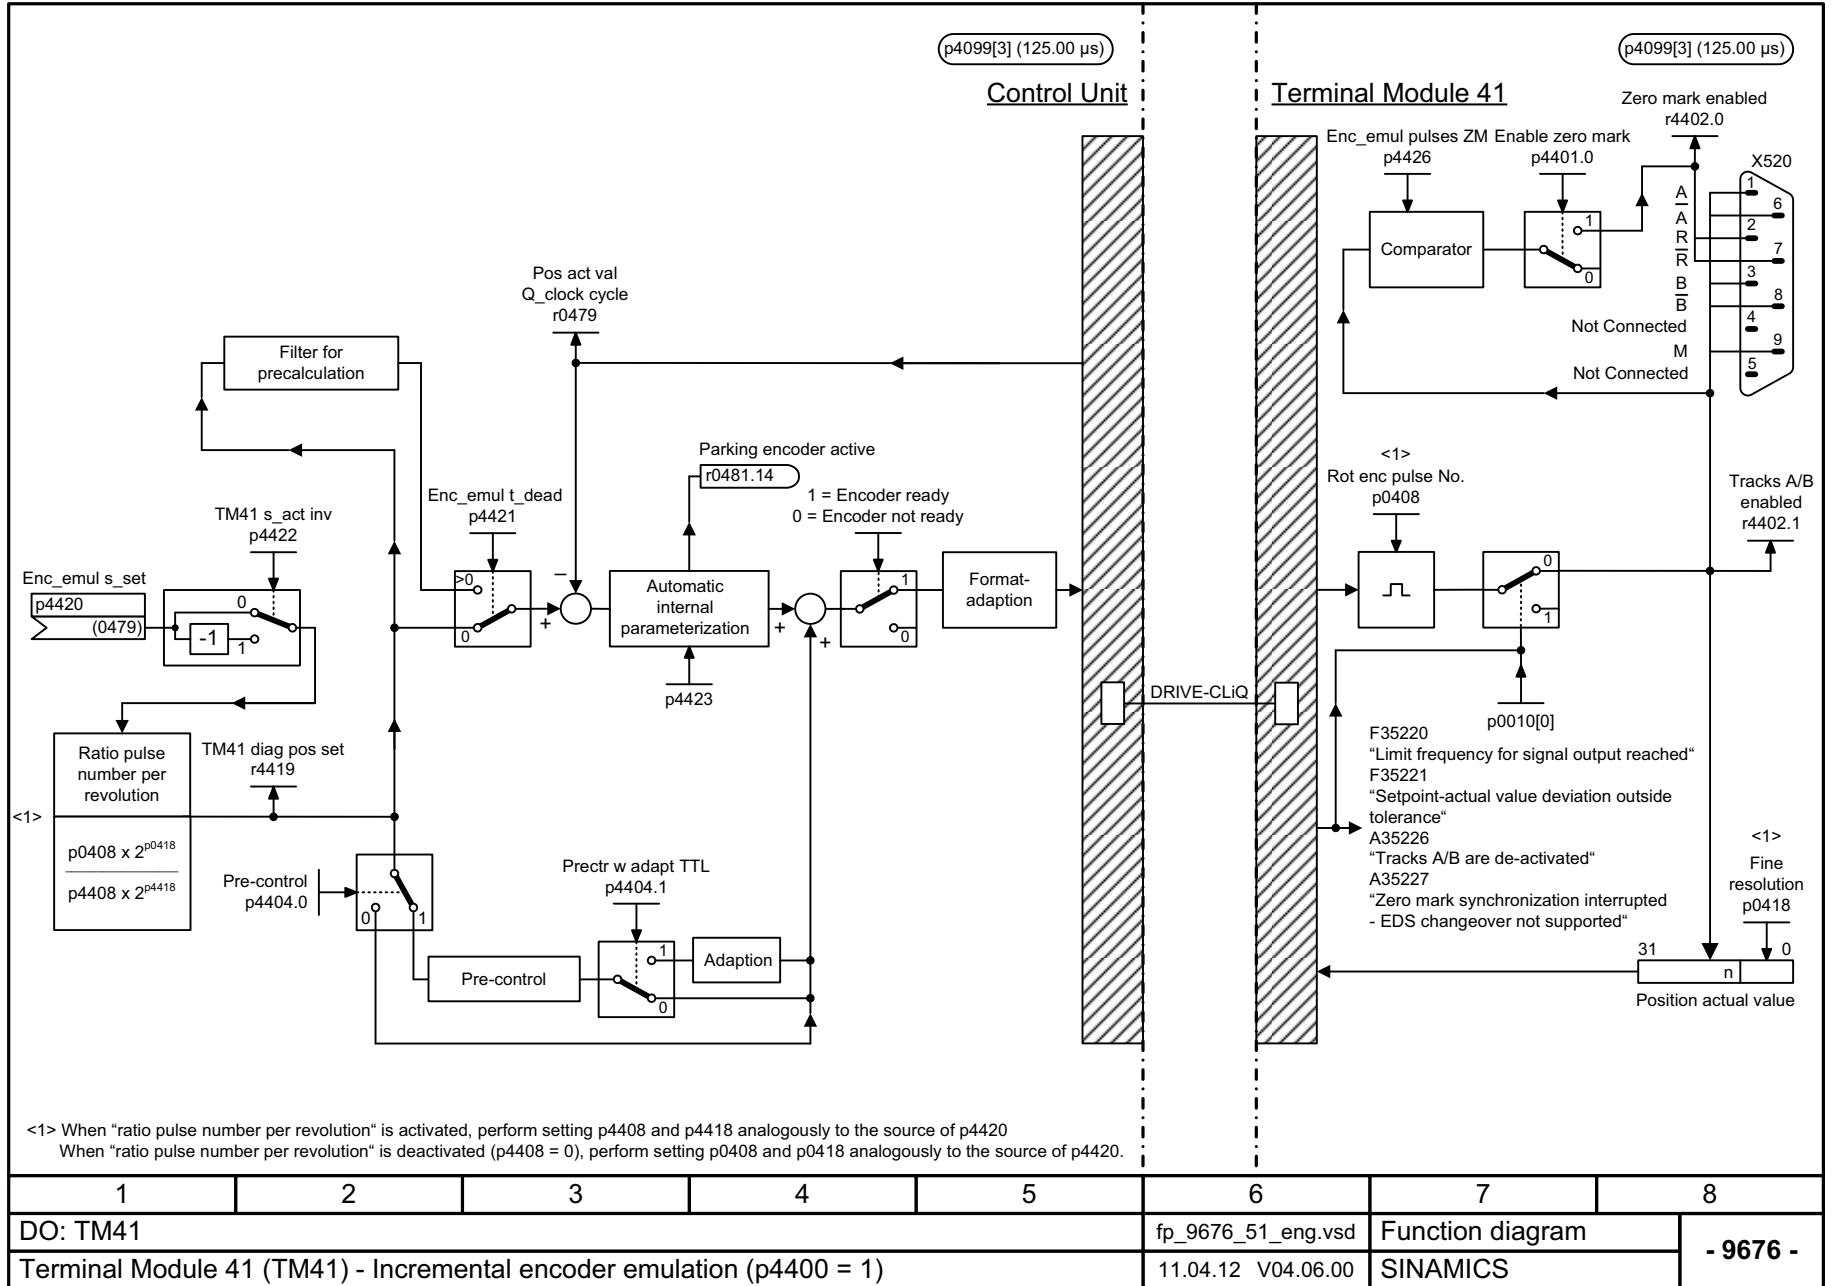 p4099[3] (125.00 µs)
p4099[3] (125.00 µs)
Control Unit
Terminal Module 41
Zero mark enabled
r4402.0
Enc_emul pulses ZM
p4426
Enable zero mark
p4401.0
X520
A
A
R
R
B
B
Not Connected
M
Not Connected
1
6
2
7
3
8
4
9
5
Comparator
1
0
Pos act val
Q_clock cycle
r0479
Filter for
precalculation
Parking encoder active
r0481.14
1 = Encoder ready
0 = Encoder not ready
Enc_emul t_dead
p4421
TM41 s_act inv
p4422
Enc_emul s_set
p4420
(0479)
0
-1
1
>0
0
–
+
Automatic
internal
parameterization
p4423
+
+
1
0
Format-
adaption
<1>
Rot enc pulse No.
p0408
0
1
Tracks A/B
enabled
r4402.1
DRIVE-CLiQ
p0010[0]
Ratio pulse
number per
revolution
TM41 diag pos set
r4419
<1>
p0408 x 2p0418
p4408 x 2p4418
Pre-control
p4404.0
0
1
Prectr w adapt TTL
p4404.1
Pre-control
1
0
Adaption
F35220
“Limit frequency for signal output reached“
F35221
“Setpoint-actual value deviation outside
tolerance“
A35226
“Tracks A/B are de-activated“
A35227
“Zero mark synchronization interrupted
- EDS changeover not supported“
<1>
Fine
resolution
p0418
31
0
n
Position actual value
<1> When “ratio pulse number per revolution“ is activated, perform setting p4408 and p4418 analogously to the source of p4420
When “ratio pulse number per revolution“ is deactivated (p4408 = 0), perform setting p0408 and p0418 analogously to the source of p4420.
1
2
3
4
5
6
7
8
DO: TM41
fp_9676_51_eng.vsd
Function diagram
- 9676 -
Terminal Module 41 (TM41) - Incremental encoder emulation (p4400 = 1)
11.04.12 V04.06.00
SINAMICS